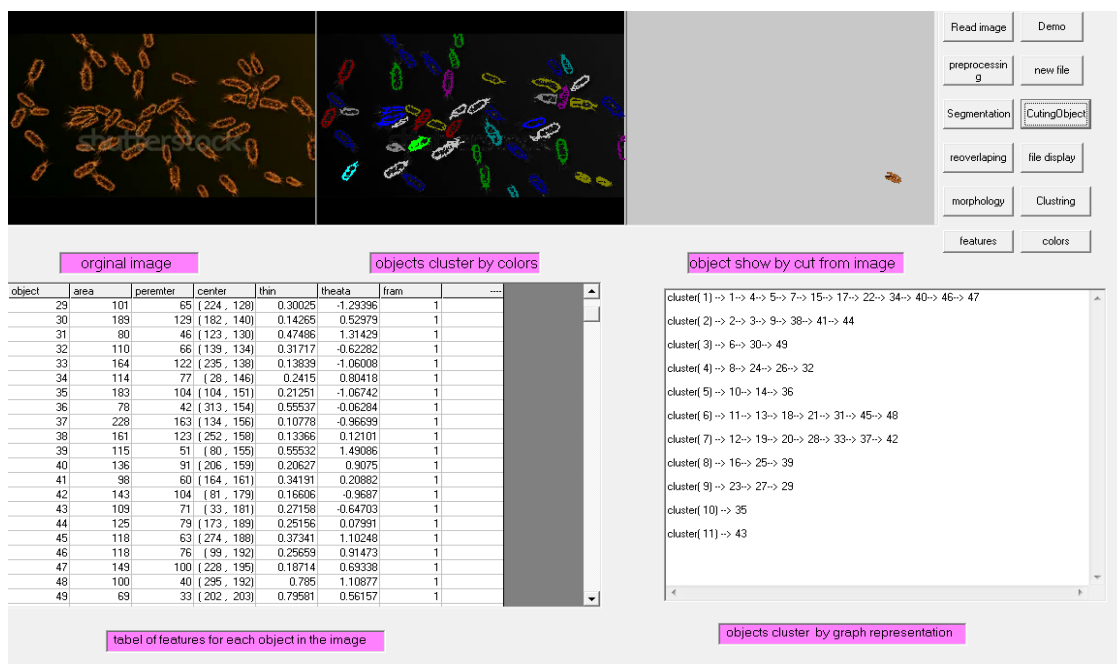 shutterstock
Read image
Demo
preprocessin
g
new file
Segmentation
CutingObject
reoverlaping
file display
morphology
Clustring
features
colors
orginal image
objects cluster by colors
object show by cut from image
object area peremter center thin theata fram ----
29 101 65 (224 , 128) 0.30025 -1.29396 1
30 189 129 (182 , 140) 0.14265 0.52979 1
31 80 46 (123 , 130) 0.47486 1.31429 1
32 110 66 (139 , 134) 0.31717 -0.62282 1
33 164 122 (235 , 138) 0.13839 -1.06008 1
34 114 77 (28 , 146) 0.2415 0.80418 1
35 183 104 (104 , 151) 0.21251 -1.06742 1
36 78 42 (313 , 154) 0.55537 -0.06284 1
37 228 163 (134 , 156) 0.10778 -0.96699 1
38 161 123 (252 , 158) 0.13366 0.12101 1
39 115 51 (80 , 155) 0.55532 1.49086 1
40 136 91 (206 , 159) 0.20627 0.9075 1
41 98 60 (164 , 161) 0.34191 0.20882 1
42 143 104 (81 , 179) 0.16606 -0.9687 1
43 109 71 (33 , 181) 0.27158 -0.64703 1
44 125 79 (173 , 189) 0.25156 0.07991 1
45 118 63 (274 , 188) 0.37341 1.10248 1
46 118 76 (99 , 192) 0.25659 0.91473 1
47 149 100 (228 , 195) 0.18714 0.69338 1
48 100 40 (295 , 192) 0.785 1.10877 1
49 69 33 (202 , 203) 0.79581 0.56157 1
cluster( 1) --> 1--> 4--> 5--> 7--> 15--> 17--> 22--> 34--> 40--> 46--> 47
cluster( 2) --> 2--> 3--> 9--> 38--> 41--> 44
cluster( 3) --> 6--> 30--> 49
cluster( 4) --> 8--> 24--> 26--> 32
cluster( 5) --> 10--> 14--> 36
cluster( 6) --> 11--> 13--> 18--> 21--> 31--> 45--> 48
cluster( 7) --> 12--> 19--> 20--> 28--> 33--> 37--> 42
cluster( 8) --> 16--> 25--> 39
cluster( 9) --> 23--> 27--> 29
cluster( 10) --> 35
cluster( 11) --> 43
tabel of features for each object in the image
objects cluster by graph representation